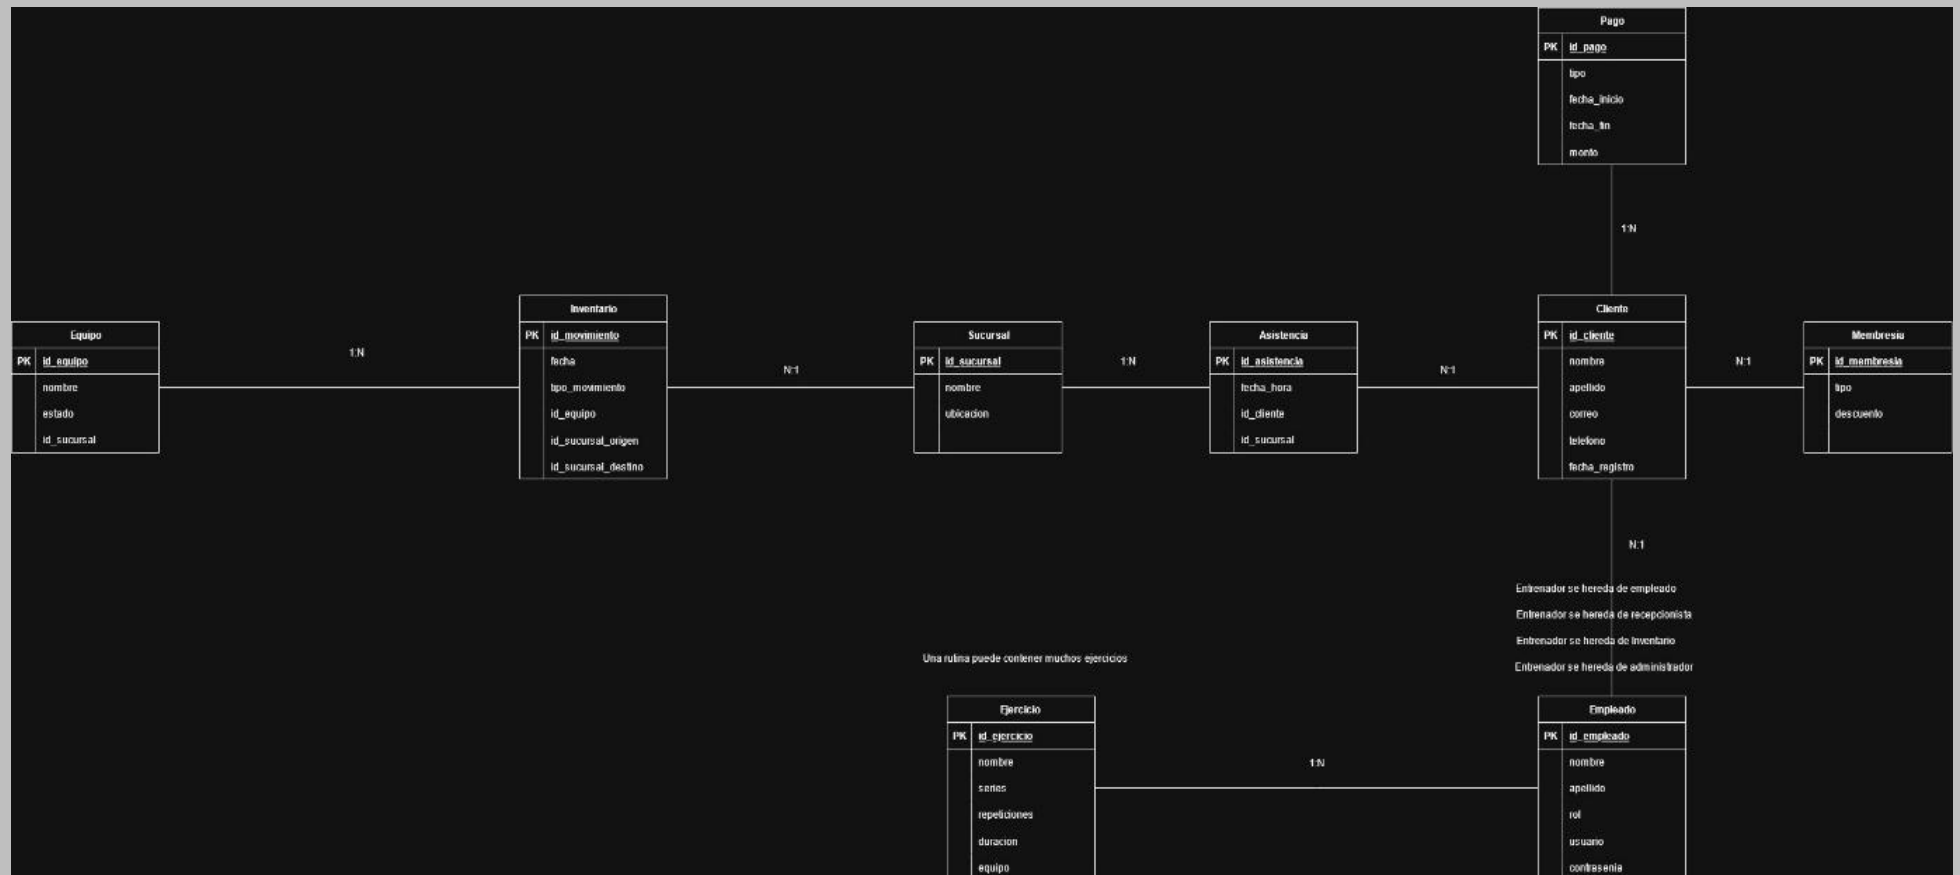 Pago
PK id_pago
tipo
fecha_inicio
fecha_fin
monto
1:N
Equipo
PK id_equipo
nombre
estado
id_sucursal
1:N
Inventario
PK id_movimiento
fecha
tipo_movimiento
id_equipo
id_sucursal_origen
id_sucursal_destino
N:1
Sucursal
PK id_sucursal
nombre
ubicacion
1:N
Asistencia
PK id_asistencia
fecha_hora
id_cliente
id_sucursal
N:1
Cliente
PK id_cliente
nombre
apellido
correo
telefono
fecha_registro
N:1
Membresia
PK id_membresia
tipo
descuento
N:1
Entrenador se hereda de empleado
Entrenador se hereda de recepcionista
Entrenador se hereda de Inventario
Entrenador se hereda de administrador
Una rutina puede contener muchos ejercicios
Ejercicio
PK id_ejercicio
nombre
series
repeticiones
duracion
equipo
1:N
Empleado
PK id_empleado
nombre
apellido
rol
usuario
contrasenia